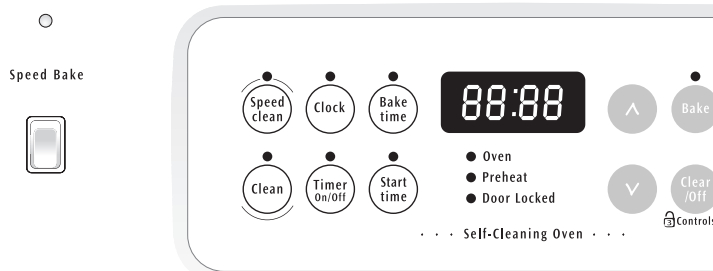 Speed Bake
Speed
clean
Clock
Bake
time
88:88
Bake
Clean
Timer
On/Off
Start
time
Oven
Preheat
Door Locked
Clear
/Off
3
Controls
· · · Self-Cleaning Oven · · ·